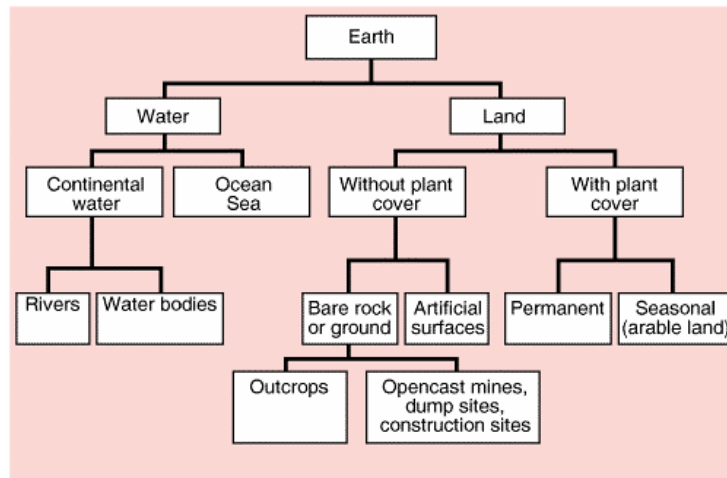 Earth
Water
Land
Continental
water
Ocean
Sea
Without plant
cover
With plant
cover
Rivers
Water bodies
Bare rock
or ground
Artificial
surfaces
Permanent
Seasonal
(arable land)
Outcrops
Opencast mines,
dump sites,
construction sites